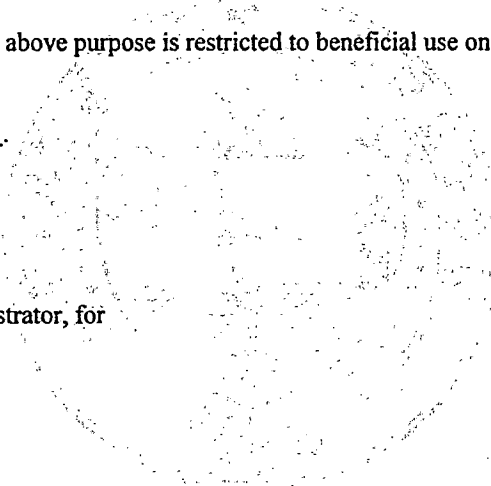 above purpose is restricted to beneficial use on
strator, for